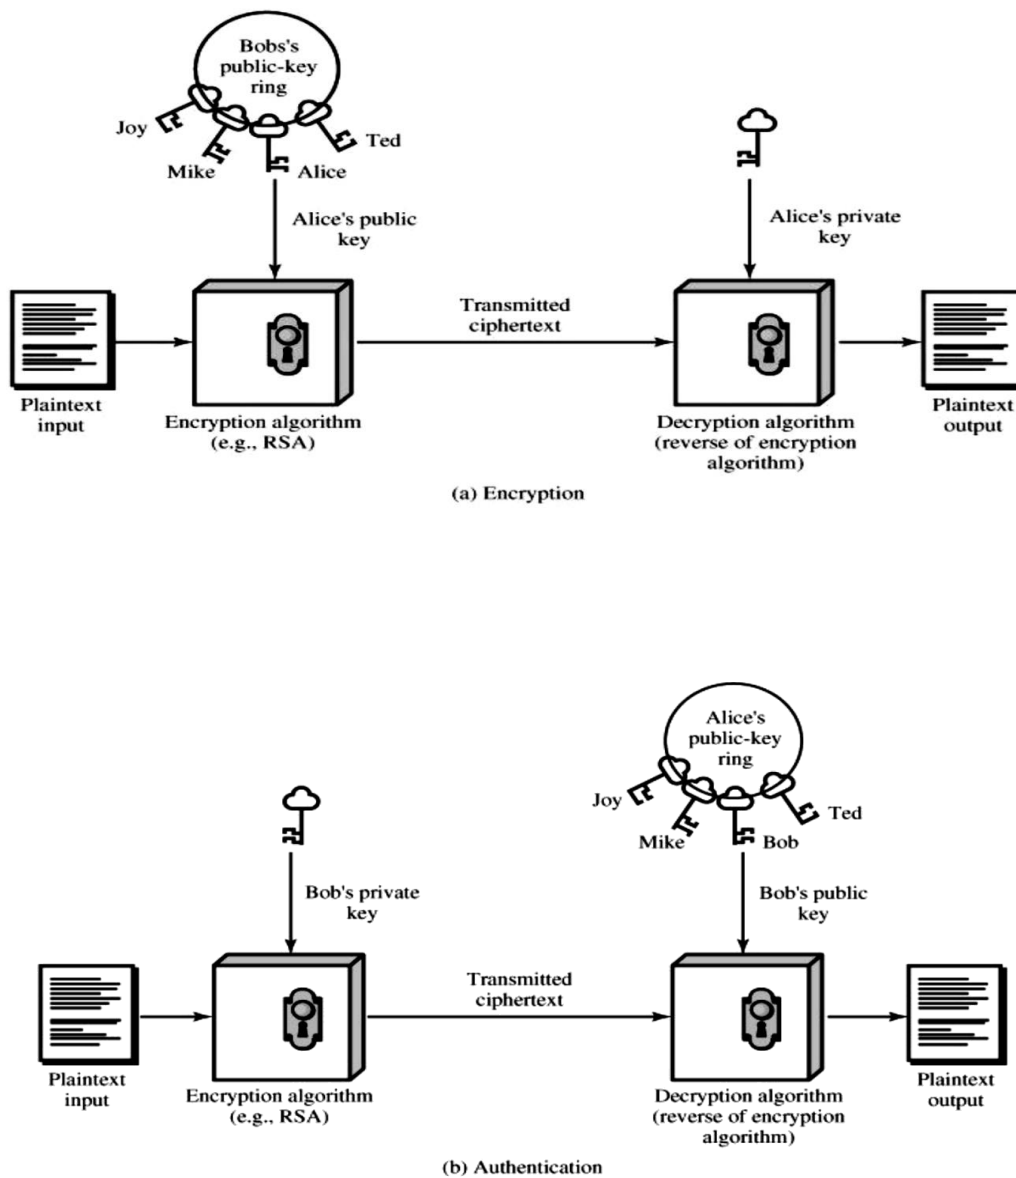 Bobs's
public-key
ring
Joy
Ted
Mike
Alice
Alice's public
key
Alice's private
key
Transmitted
ciphertext
Plaintext
input
Encryption algorithm
(e.g., RSA)
Decryption algorithm
(reverse of encryption
algorithm)
Plaintext
output
(a) Encryption
Alice's
public-key
ring
Joy
Ted
Mike
Bob
Bob's private
key
Bob's public
key
Transmitted
ciphertext
Plaintext
input
Encryption algorithm
(e.g., RSA)
Decryption algorithm
(reverse of encryption
algorithm)
Plaintext
output
(b) Authentication